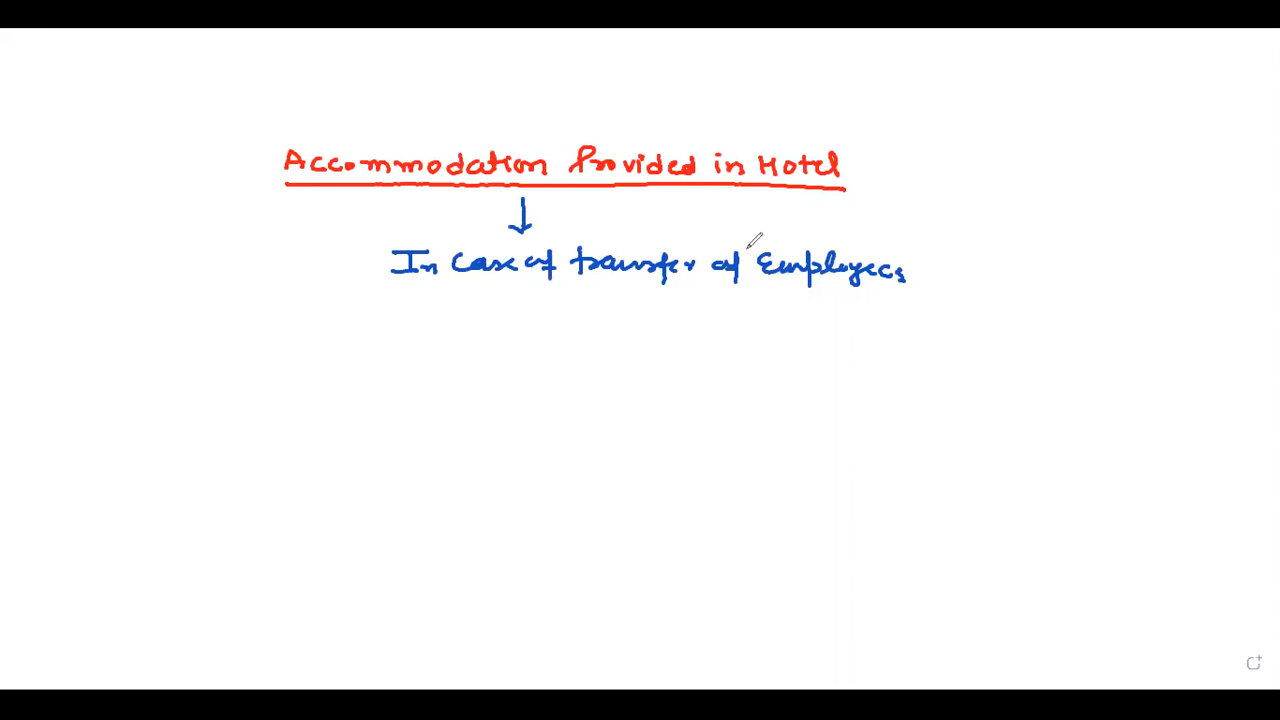 Accommodation Provided in Hotel
In Case of transfer of Employees